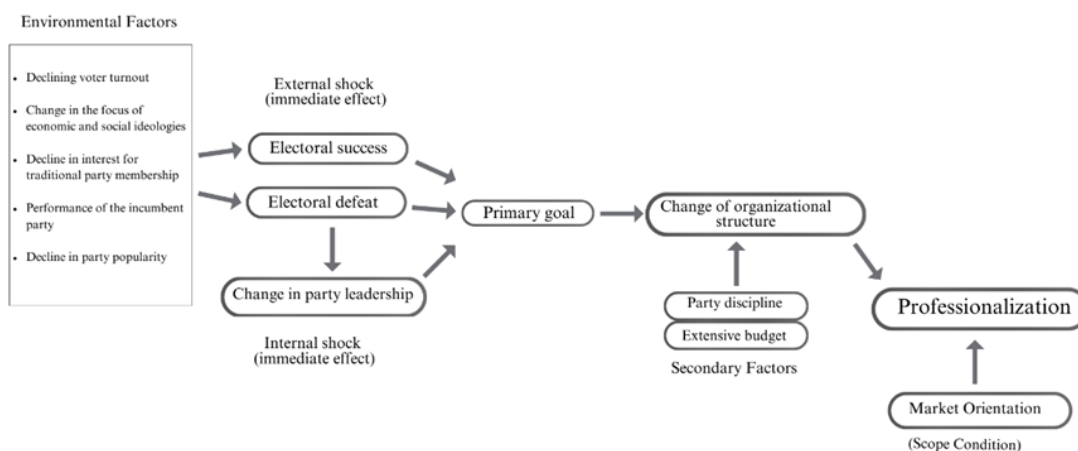 Environmental Factors
• Declining voter turnout
• Change in the focus of
economic and social ideologies
• Decline in interest for
traditional party membership
• Performance of the incumbent
party
• Decline in party popularity
External shock
(immediate effect)
Electoral success
Electoral defeat
Change in party leadership
Internal shock
(immediate effect)
Primary goal
Change of organizational
structure
Party discipline
Extensive budget
Secondary Factors
Professionalization
Market Orientation
(Scope Condition)